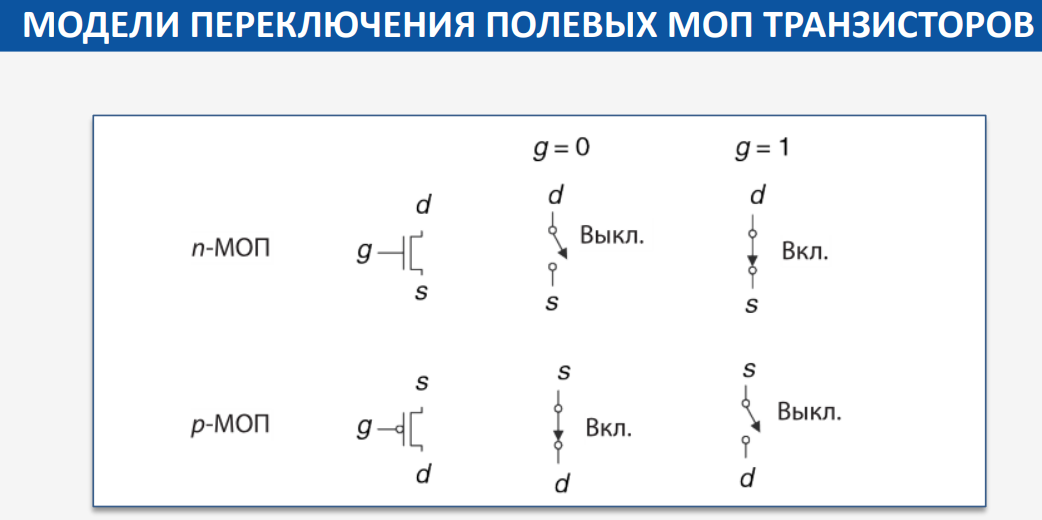 МОДЕЛИ ПЕРЕКЛЮЧЕНИЯ ПОЛЕВЫХ МОП ТРАНЗИСТОРОВ
g = 0
g = 1
n-МОП
d
g
s
d
Выкл.
s
d
Вкл.
s
p-МОП
s
g
d
s
Вкл.
d
s
Выкл.
d